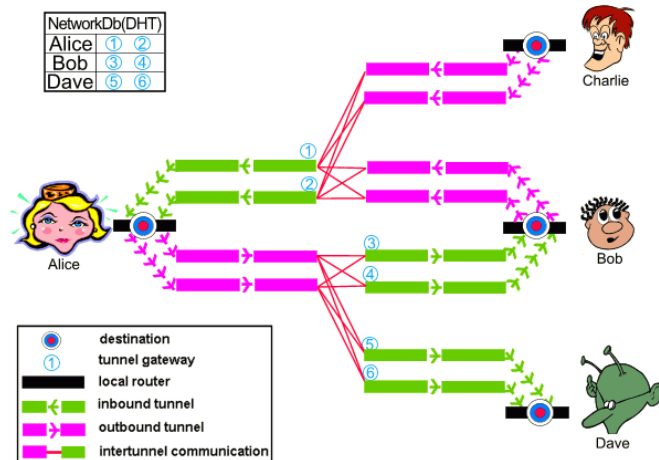 NetworkDb(DHT)
Alice 1 2
Bob 3 4
Dave 5 6
Charlie
1
2
Alice
3
4
Bob
5
6
Dave
destination
1 tunnel gateway
local router
inbound tunnel
outbound tunnel
intertunnel communication